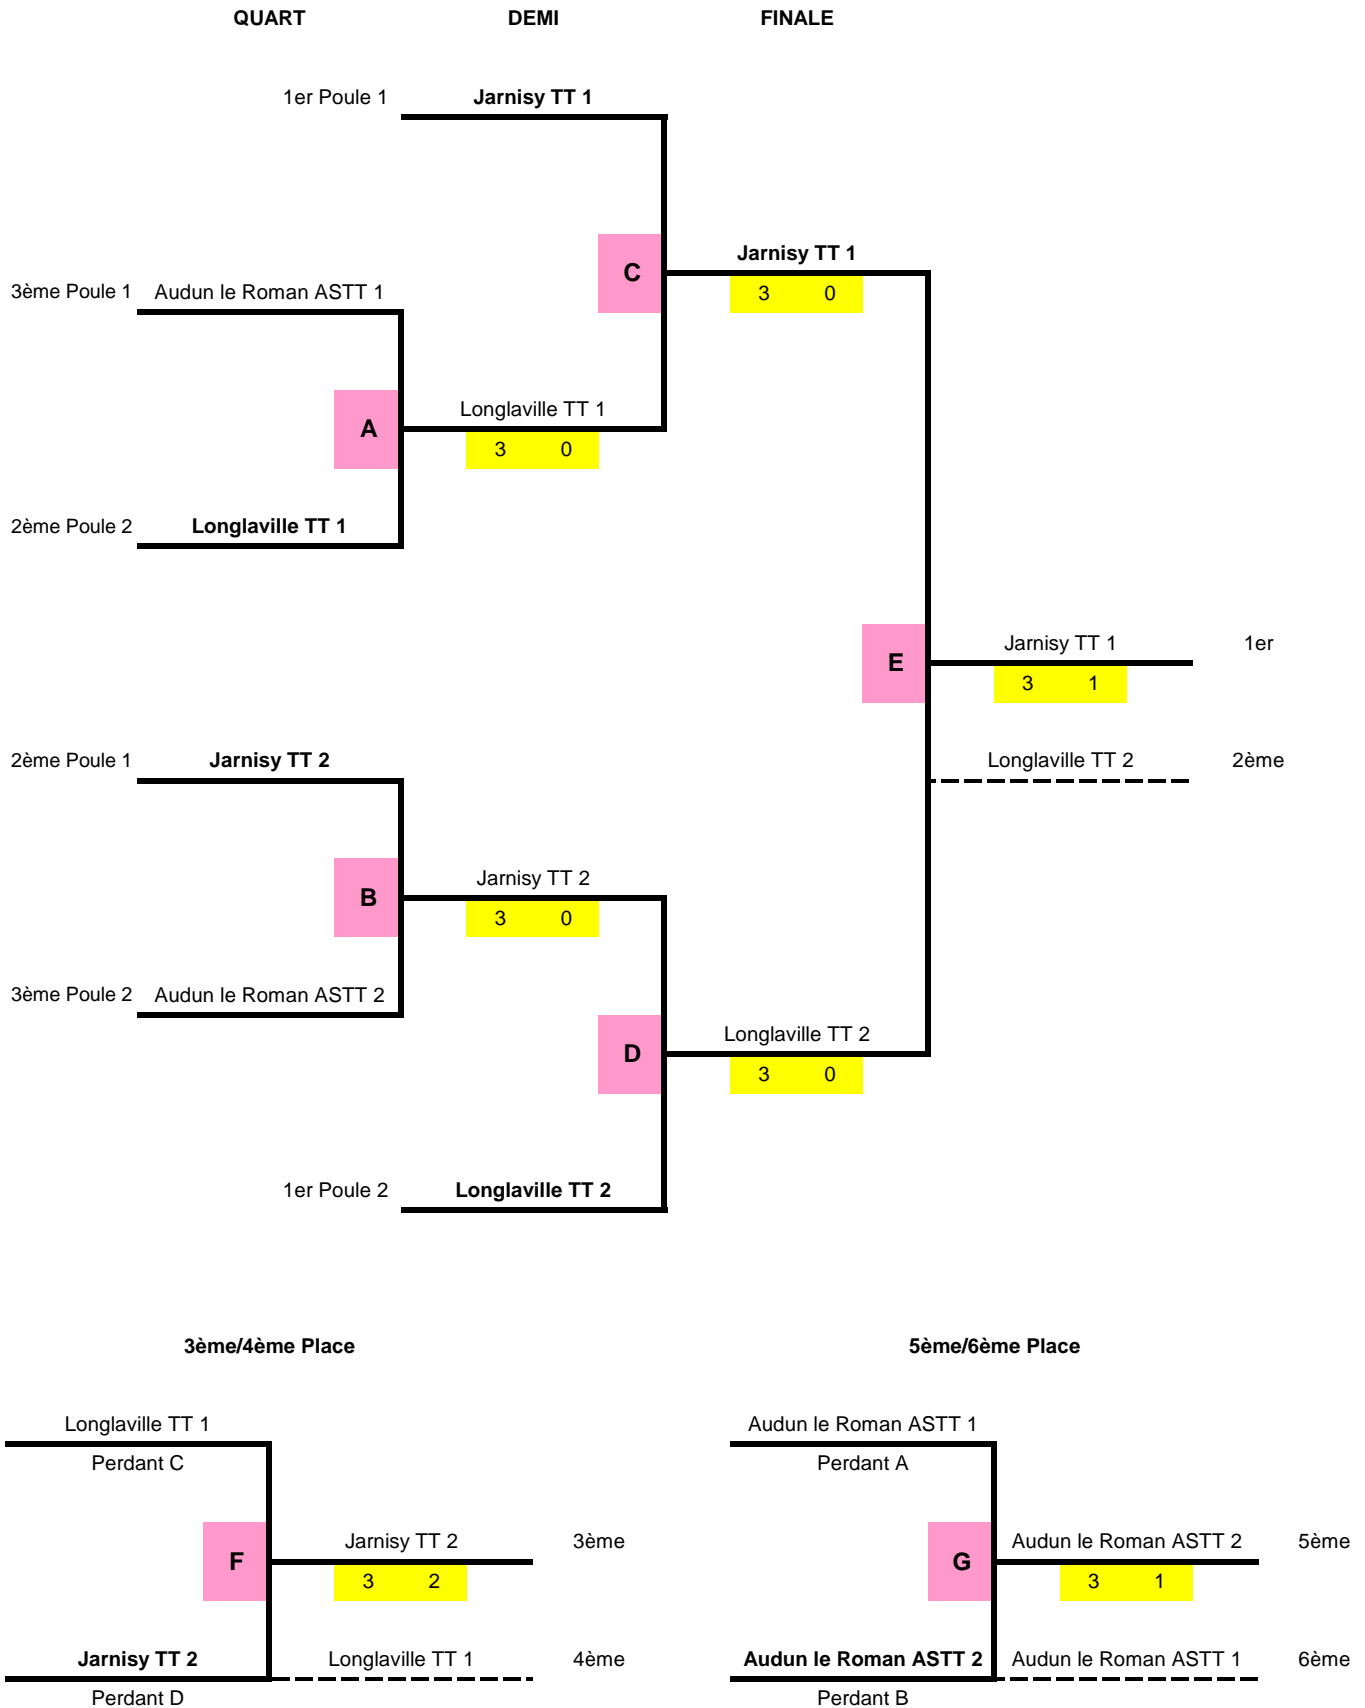 QUART DEMI FINALE
1er Poule 1 Jarnisy TT 1
C Jarnisy TT 1
3 0
3ème Poule 1 Audun le Roman ASTT 1
A Longlaville TT 1
3 0
2ème Poule 2 Longlaville TT 1
E Jarnisy TT 1 1er
3 1
2ème Poule 1 Jarnisy TT 2 Longlaville TT 2 2ème
B Jarnisy TT 2
3 0
3ème Poule 2 Audun le Roman ASTT 2
D Longlaville TT 2
3 0
1er Poule 2 Longlaville TT 2
3ème/4ème Place 5ème/6ème Place
Longlaville TT 1 Audun le Roman ASTT 1
Perdant C Perdant A
F Jarnisy TT 2 3ème G Audun le Roman ASTT 2 5ème
3 2 3 1
Jarnisy TT 2 Longlaville TT 1 4ème Audun le Roman ASTT 2 Audun le Roman ASTT 1 6ème
Perdant D Perdant B